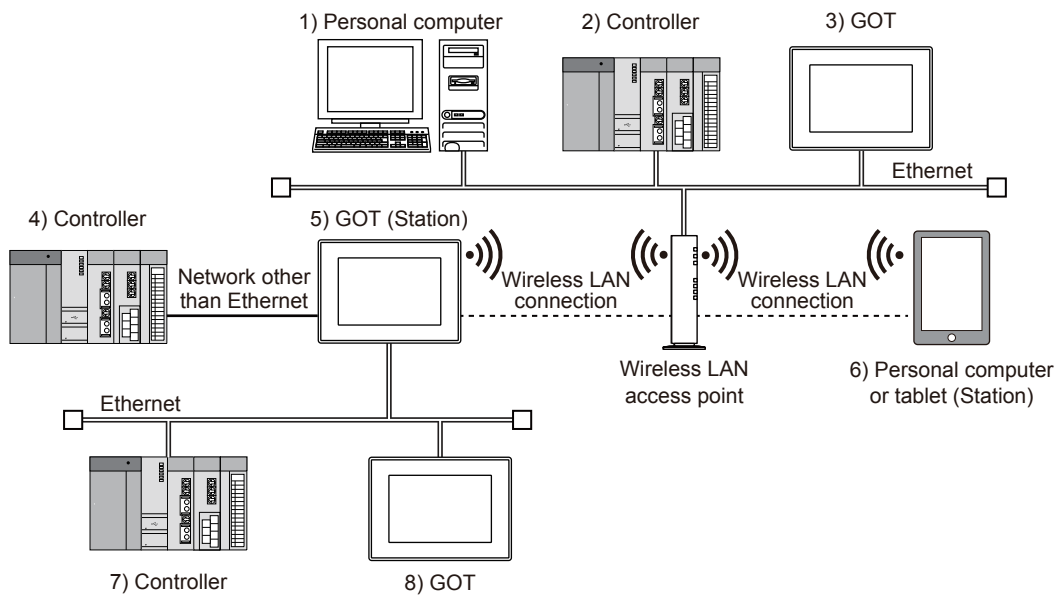 1) Personal computer
2) Controller
3) GOT
Ethernet
4) Controller
5) GOT (Station)
Network other
than Ethernet
Wireless LAN
connection
Wireless LAN
connection
Wireless LAN
access point
6) Personal computer
or tablet (Station)
Ethernet
7) Controller
8) GOT